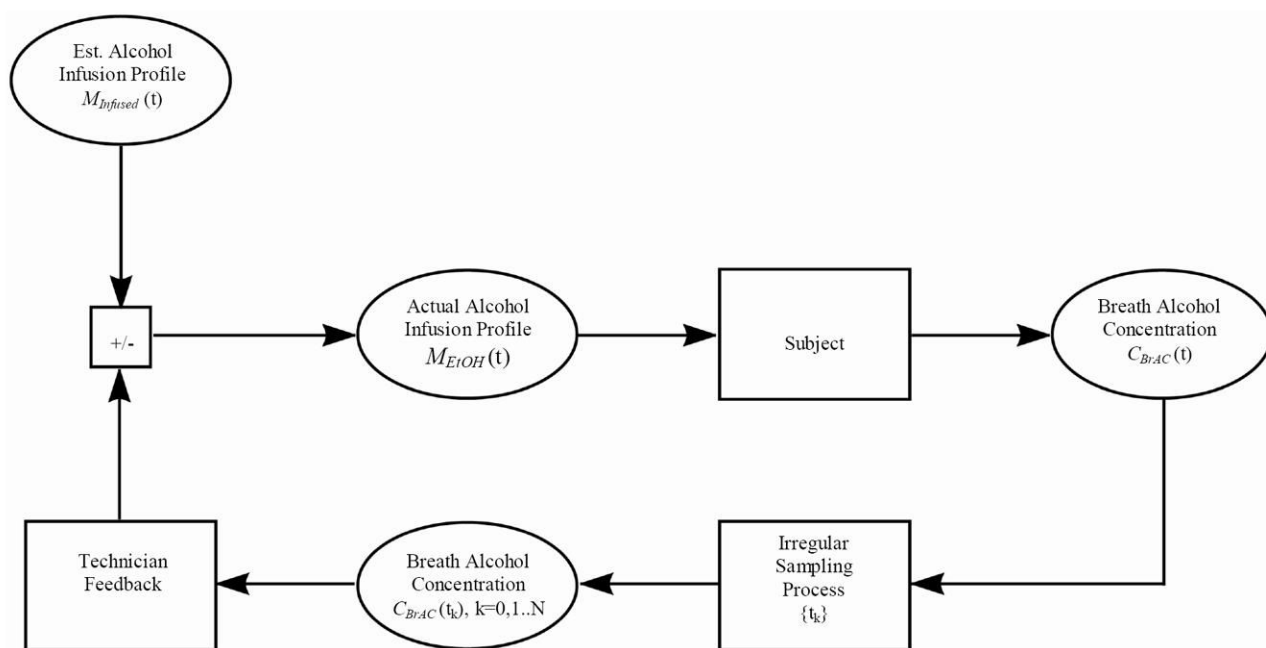 Est. Alcohol
Infusion Profile
M_Infused (t)
+/-
Actual Alcohol
Infusion Profile
M_EtOH (t)
Subject
Breath Alcohol
Concentration
C_BrAC (t)
Technician
Feedback
Breath Alcohol
Concentration
C_BrAC (t_k), k=0,1..N
Irregular
Sampling
Process
{t_k}